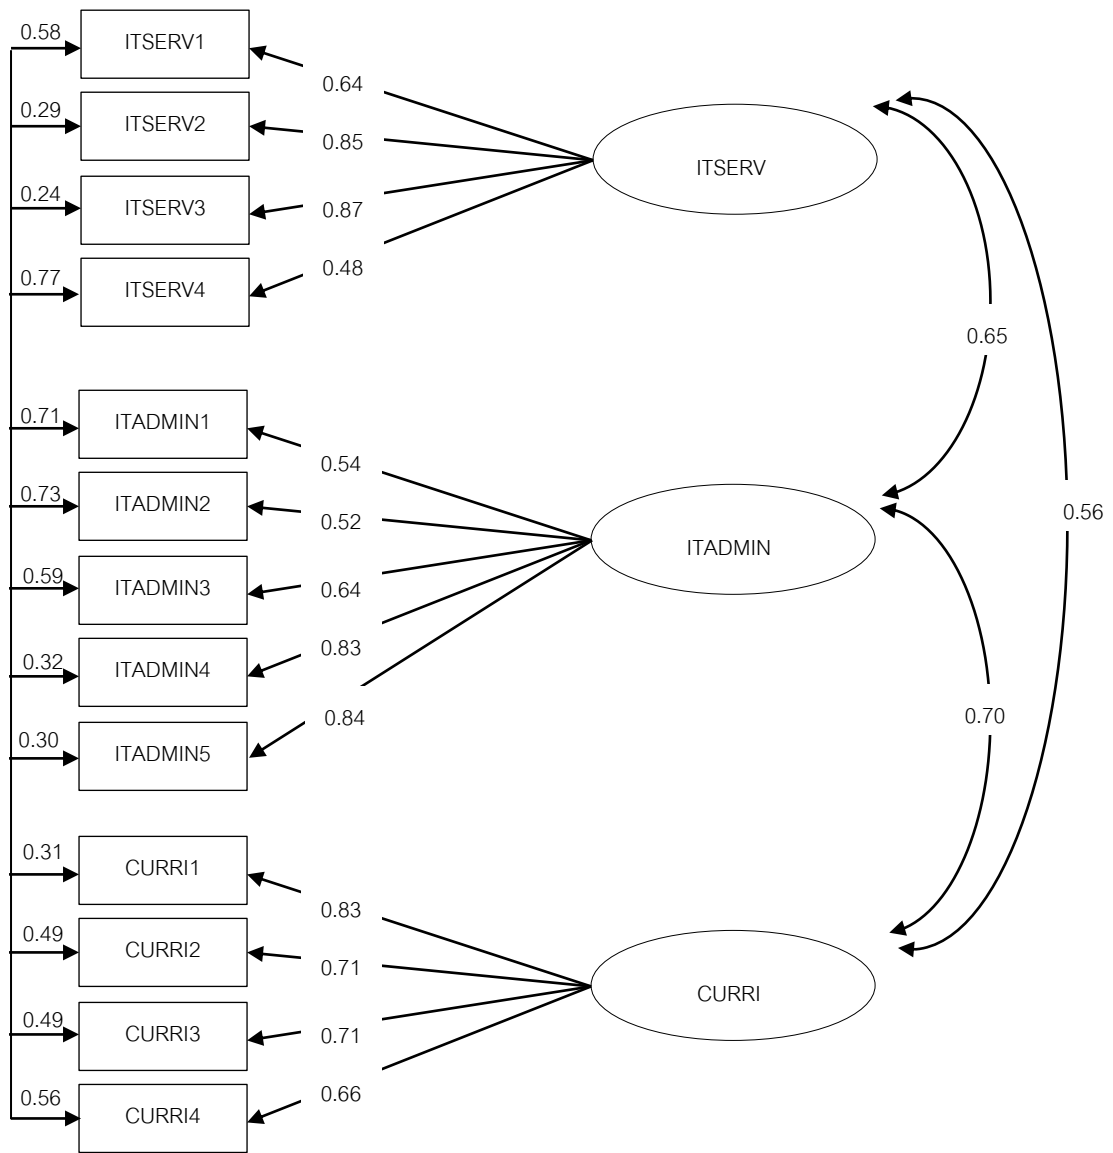 0.58
ITSERV1
0.64
0.29
ITSERV2
0.85
ITSERV
0.24
ITSERV3
0.87
0.77
ITSERV4
0.48
0.65
0.71
ITADMIN1
0.54
0.73
ITADMIN2
0.52
0.56
ITADMIN
0.59
ITADMIN3
0.64
0.32
ITADMIN4
0.83
0.30
ITADMIN5
0.84
0.70
0.31
CURRI1
0.83
0.49
CURRI2
0.71
CURRI
0.49
CURRI3
0.71
0.56
CURRI4
0.66